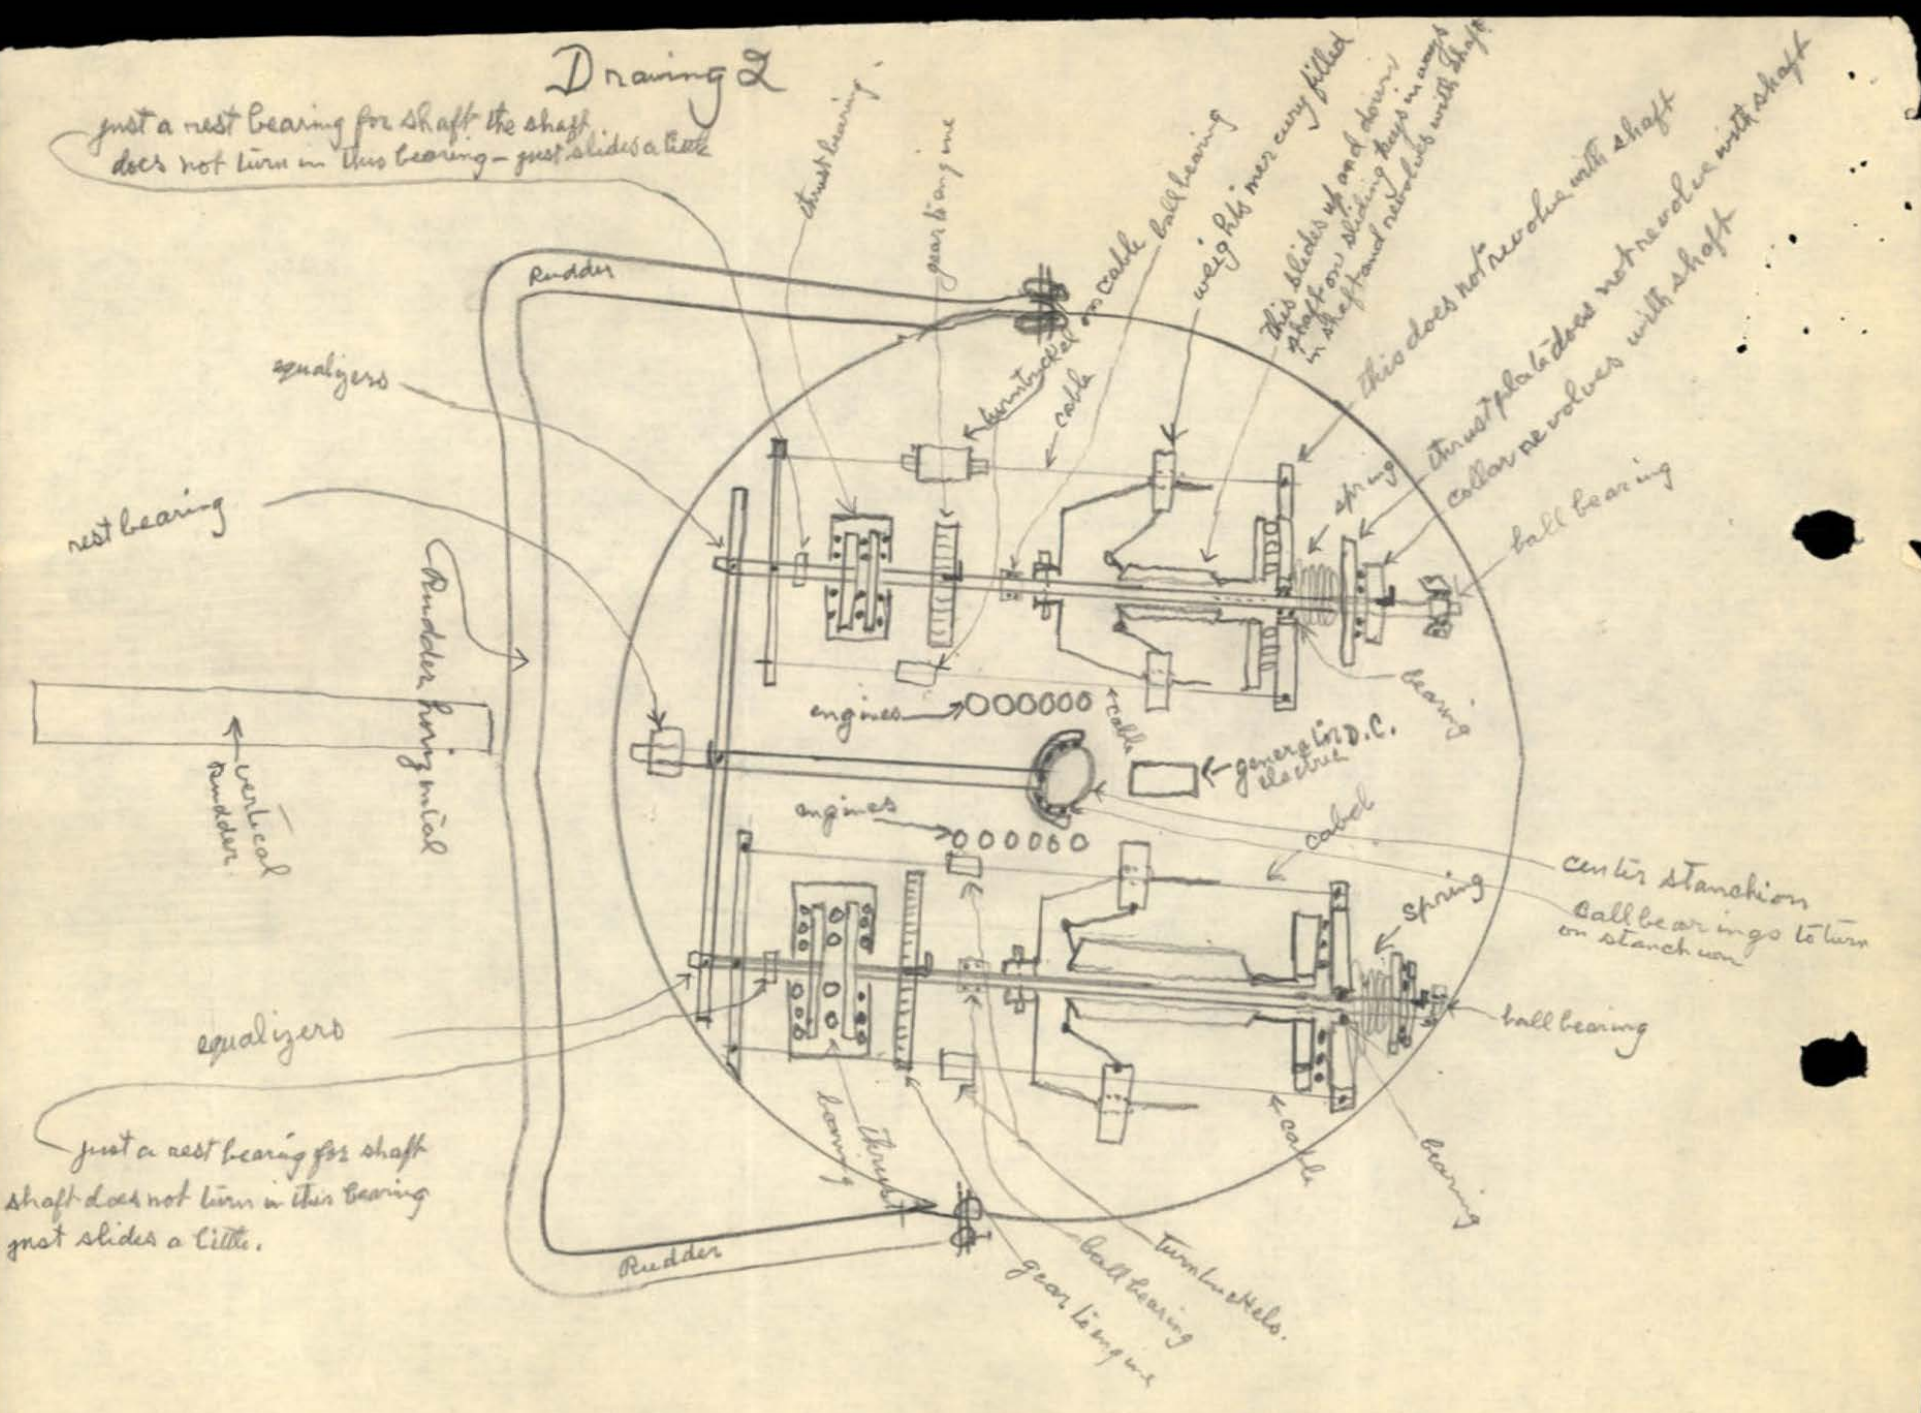 Drawing 2
just a rest bearing for shaft the shaft
does not turn in this bearing - just slides a little
thrust bearing.
gear to engine
turnbuckel on cable
cable
ball bearing
weights mercury filled
this slides up and down
shaft on sliding keys in ways
in shaft and revolves with shaft
this does not revolve with shaft
thrust plate does not revolve with shaft
collar revolves with shaft
ball bearing
spring
Rudder
equalizers
rest bearing
Rudder horizontal
vertical
Rudder
engines
cable
bearing
generator D.C.
electric
engines
cabel
center stanchion
ball bearings to turn
on stanchion
spring
ball bearing
equalizers
just a rest bearing for shaft
shaft does not turn in this bearing
just slides a little.
thrust
cable
bearing
Rudder
turnbuckels.
ball bearing
gear to engine